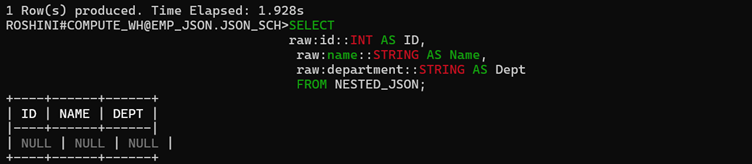 1 Row(s) produced. Time Elapsed: 1.928s
ROSHINI#COMPUTE_WH@EMP_JSON.JSON_SCH>SELECT
raw:id::INT AS ID,
raw:name::STRING AS Name,
raw:department::STRING AS Dept
FROM NESTED_JSON;
+----+------+------+
| ID | NAME | DEPT |
|----+------+------|
| NULL | NULL | NULL |
+----+------+------+